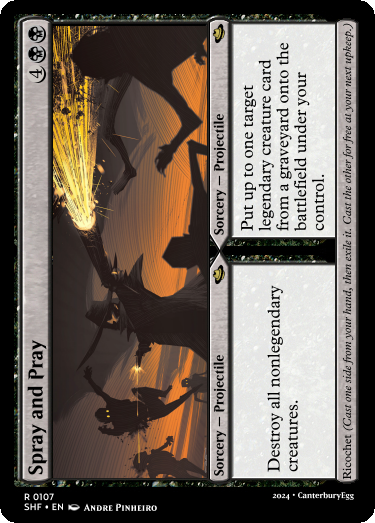 Spray and Pray
4
Sorcery — Projectile
Destroy all nonlegendary
creatures.
Sorcery — Projectile
Put up to one target
legendary creature card
from a graveyard onto the
battlefield under your
control.
Ricochet (Cast one side from your hand, then exile it. Cast the other for free at your next upkeep.)
R 0107
SHF • EN Andre Pinheiro
2024 • CanterburyEgg